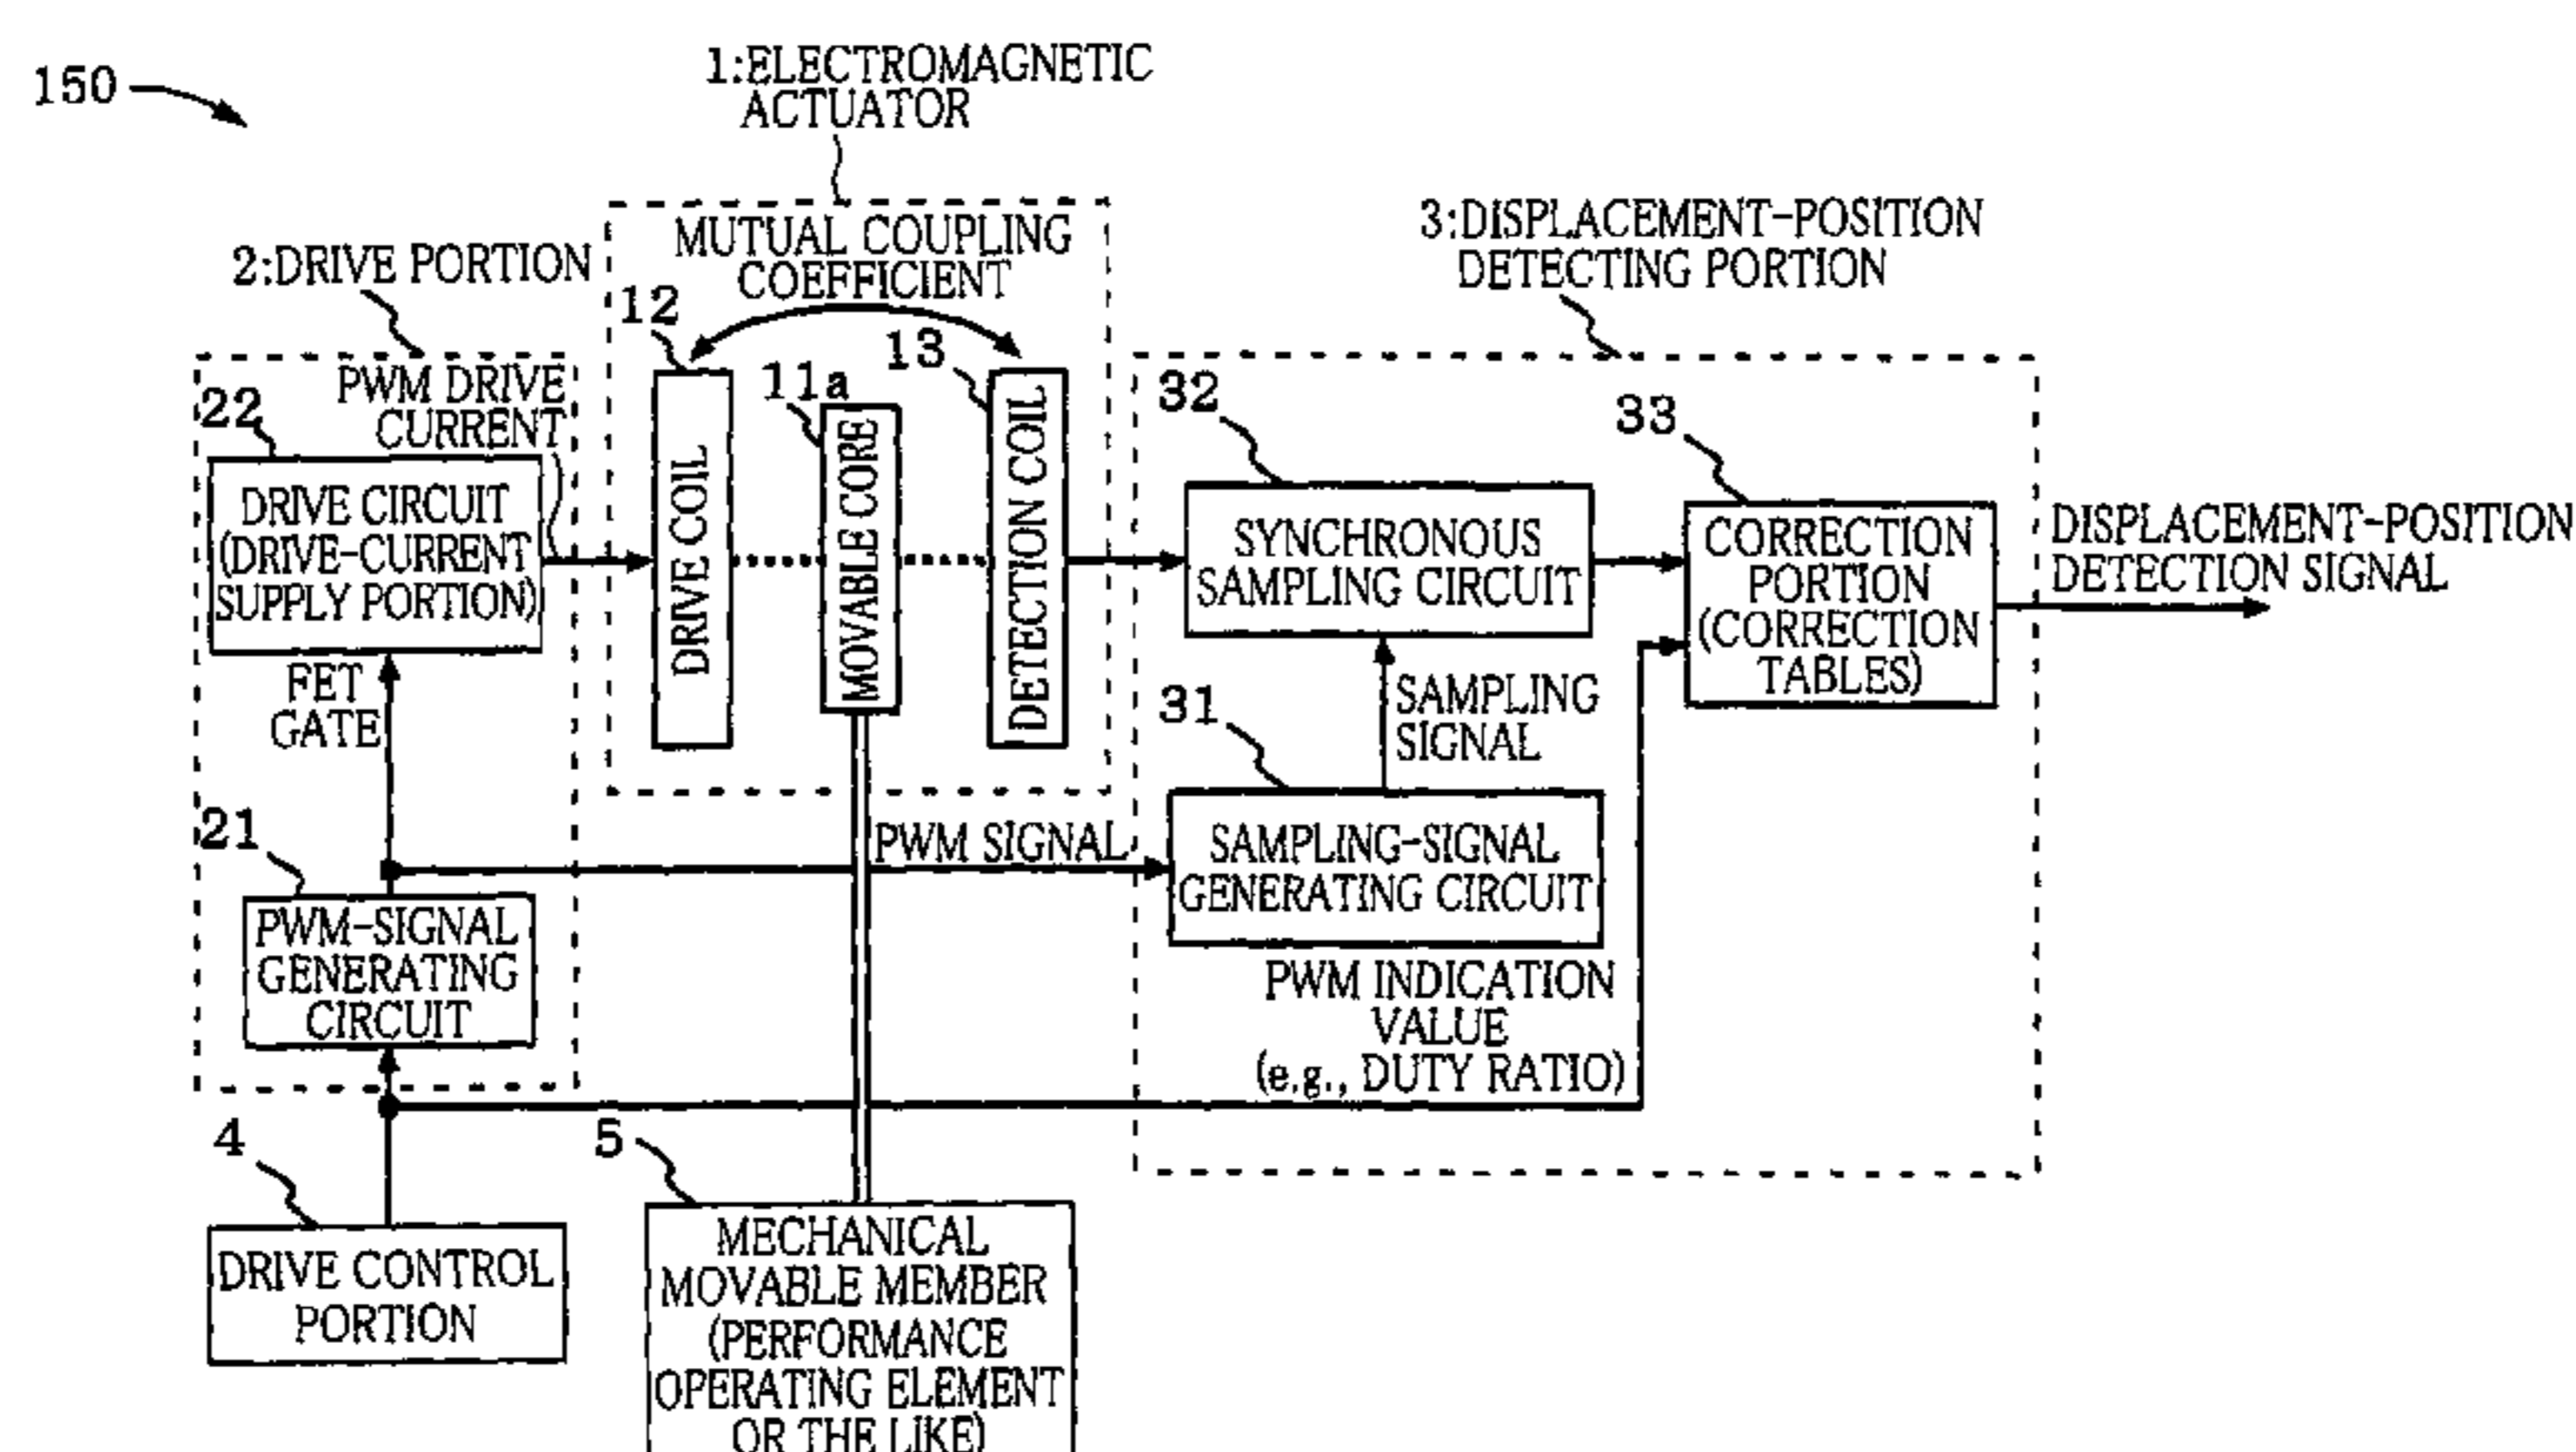 150
1:ELECTROMAGNETIC
ACTUATOR
2:DRIVE PORTION
MUTUAL COUPLING
COEFFICIENT
3:DISPLACEMENT-POSITION
DETECTING PORTION
12
11a
13
PWM DRIVE
CURRENT
22
DRIVE CIRCUIT
(DRIVE-CURRENT
SUPPLY PORTION)
DRIVE COIL
MOVABLE CORE
DETECTION COIL
32
SYNCHRONOUS
SAMPLING CIRCUIT
33
CORRECTION
PORTION
(CORRECTION
TABLES)
DISPLACEMENT-POSITION
DETECTION SIGNAL
FET
GATE
SAMPLING
SIGNAL
31
21
PWM SIGNAL
SAMPLING-SIGNAL
GENERATING CIRCUIT
PWM-SIGNAL
GENERATING
CIRCUIT
PWM INDICATION
VALUE
(e.g., DUTY RATIO)
4
DRIVE CONTROL
PORTION
5
MECHANICAL
MOVABLE MEMBER
(PERFORMANCE
OPERATING ELEMENT
OR THE LIKE)